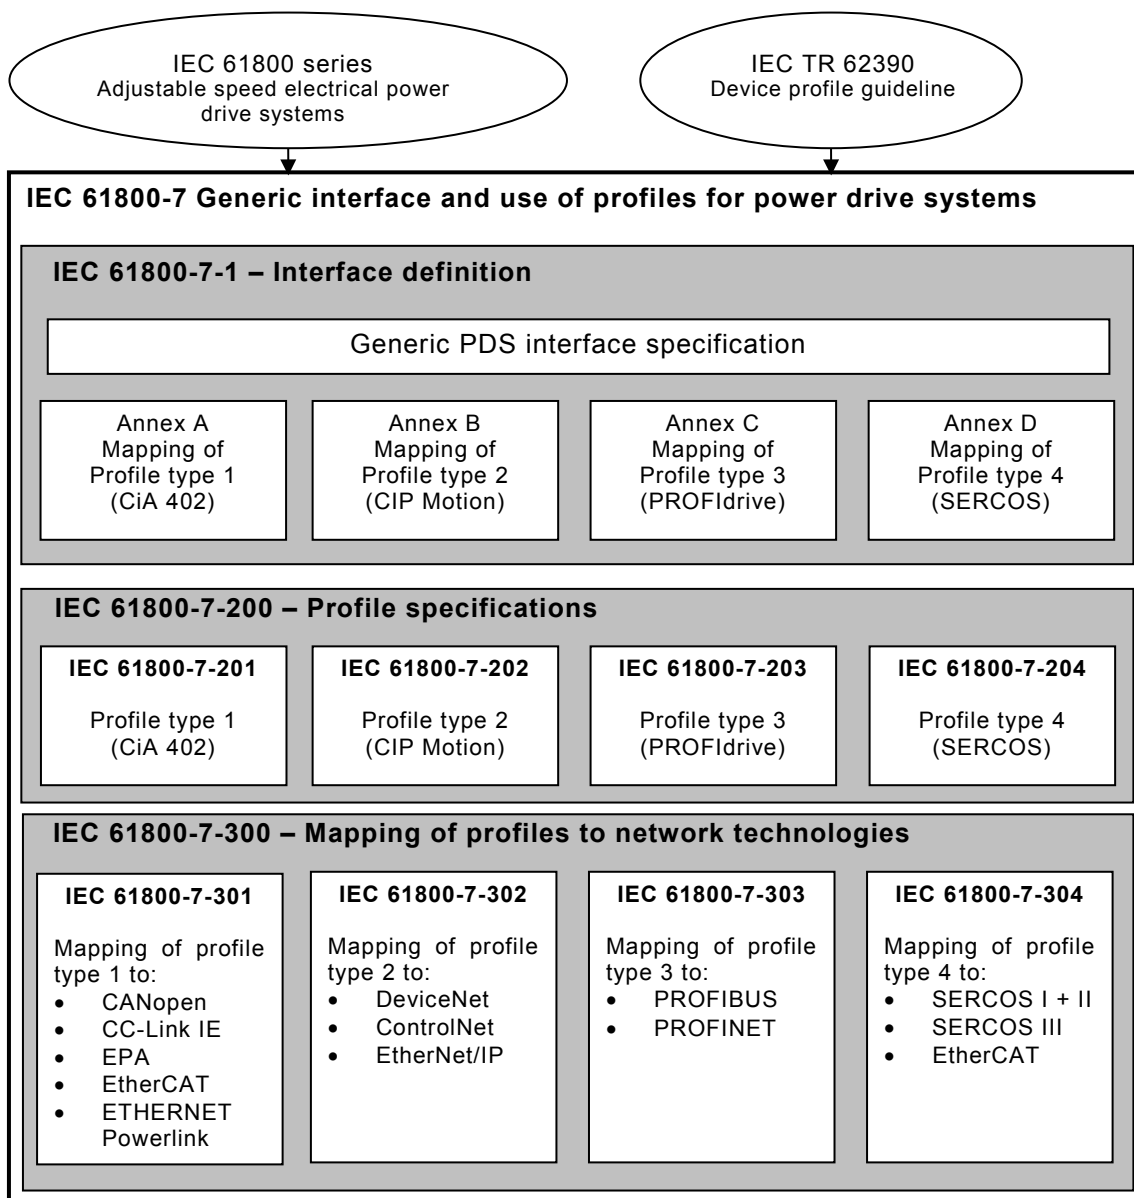 IEC 61800 series
Adjustable speed electrical power
drive systems
IEC TR 62390
Device profile guideline
IEC 61800-7 Generic interface and use of profiles for power drive systems
IEC 61800-7-1 – Interface definition
Generic PDS interface specification
Annex A
Mapping of
Profile type 1
(CiA 402)
Annex B
Mapping of
Profile type 2
(CIP Motion)
Annex C
Mapping of
Profile type 3
(PROFIdrive)
Annex D
Mapping of
Profile type 4
(SERCOS)
IEC 61800-7-200 – Profile specifications
IEC 61800-7-201
Profile type 1
(CiA 402)
IEC 61800-7-202
Profile type 2
(CIP Motion)
IEC 61800-7-203
Profile type 3
(PROFIdrive)
IEC 61800-7-204
Profile type 4
(SERCOS)
IEC 61800-7-300 – Mapping of profiles to network technologies
IEC 61800-7-301
Mapping of profile
type 1 to:
• CANopen
• CC-Link IE
• EPA
• EtherCAT
• ETHERNET
Powerlink
IEC 61800-7-302
Mapping of profile
type 2 to:
• DeviceNet
• ControlNet
• EtherNet/IP
IEC 61800-7-303
Mapping of profile
type 3 to:
• PROFIBUS
• PROFINET
IEC 61800-7-304
Mapping of profile
type 4 to:
• SERCOS I + II
• SERCOS III
• EtherCAT